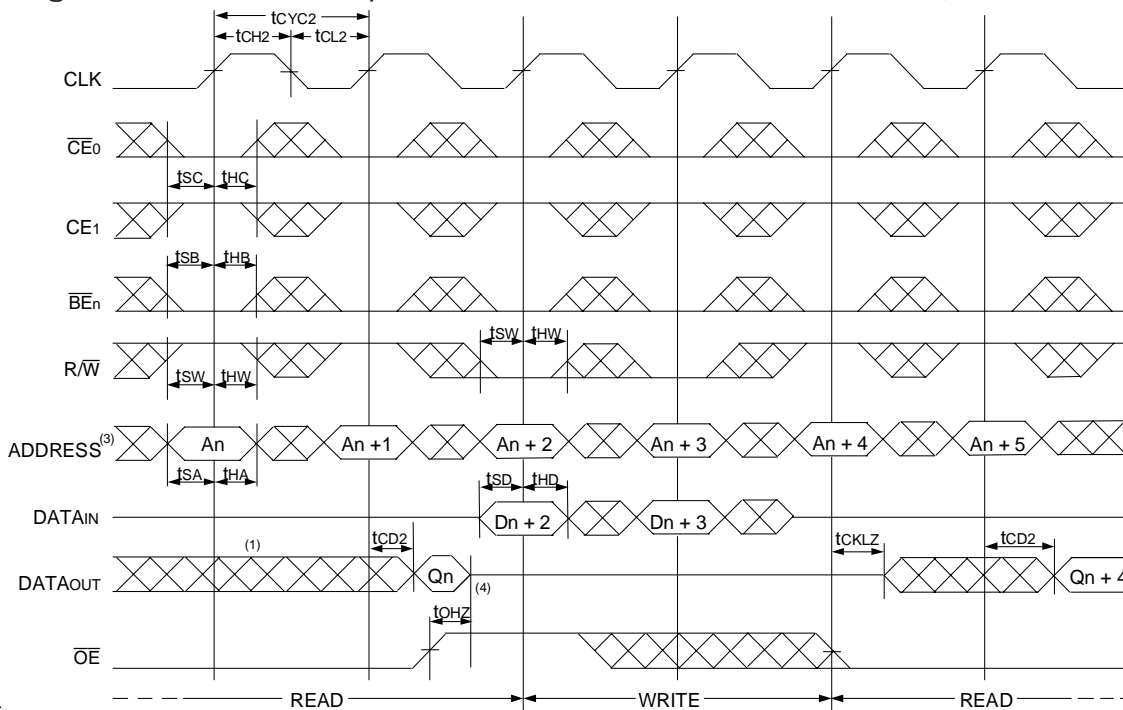 tCYC2
tCH2 tCL2
CLK
CE0
tSC tHC
CE1
tSB tHB
BEn
tSW tHW
R/W
tSW tHW
ADDRESS(3) An An + 1 An + 2 An + 3 An + 4 An + 5
tSA tHA tSD tHD
DATAIN Dn + 2 Dn + 3
tCD2 tCKLZ tCD2
(1)
DATAOUT Qn (4) Qn + 4
tOHZ
OE
READ WRITE READ